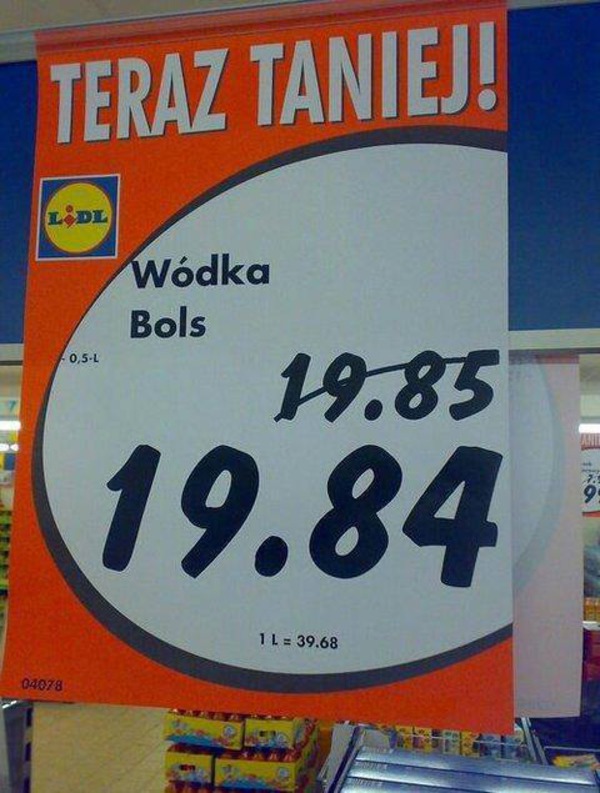 TERAZ TANIEJ!
LIDL
Wódka
Bols
- 0,5-L
19.85
19.84
1 L = 39.68
04078